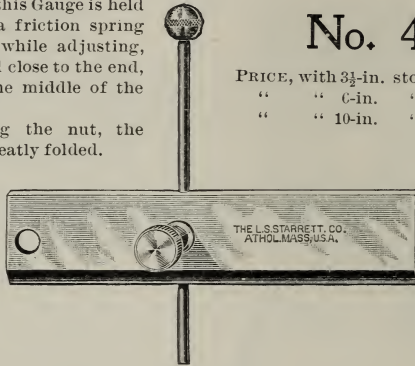 this Gauge is held
a friction spring
while adjusting,
close to the end,
he middle of the
g the nut, the
eatly folded.
No. 4
PRICE, with 3½-in. sto
“ “ 6-in. “
“ “ 10-in. “
THE L.S. STARRETT. CO.
ATHOL. MASS, U.S.A.